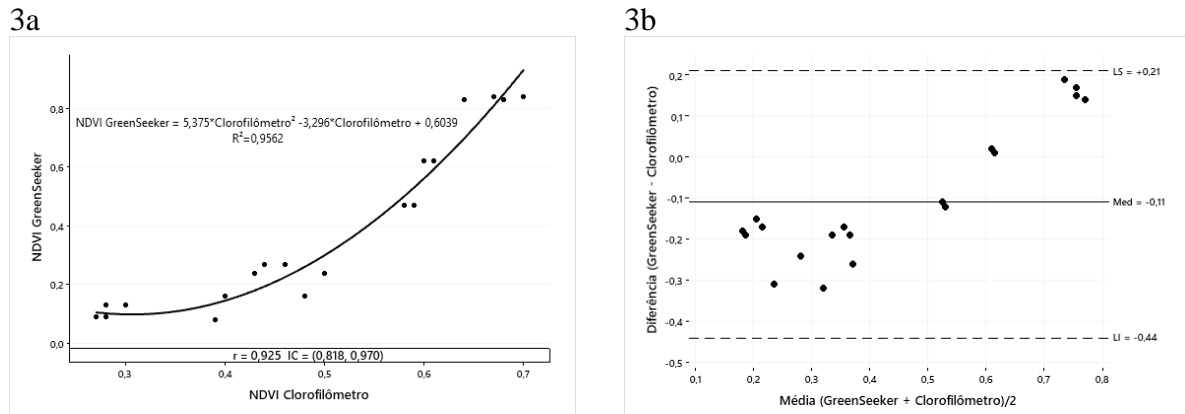 3a
0,8
0,6
0,4
0,2
0,0
NDVI GreenSeeker
NDVI GreenSeeker = 5,375*Clorofilômetro² -3,296*Clorofilômetro + 0,6039
R²=0,9562
r = 0,925 IC = (0,818, 0,970)
0,3 0,4 0,5 0,6 0,7
NDVI Clorofilômetro
3b
0,2
0,1
0,0
-0,1
-0,2
-0,3
-0,4
-0,5
Diferência (GreenSeeker - Clorofilômetro)
LS = +0,21
Med = -0,11
LI = -0,44
0,1 0,2 0,3 0,4 0,5 0,6 0,7 0,8
Média (GreenSeeker + Clorofilômetro)/2